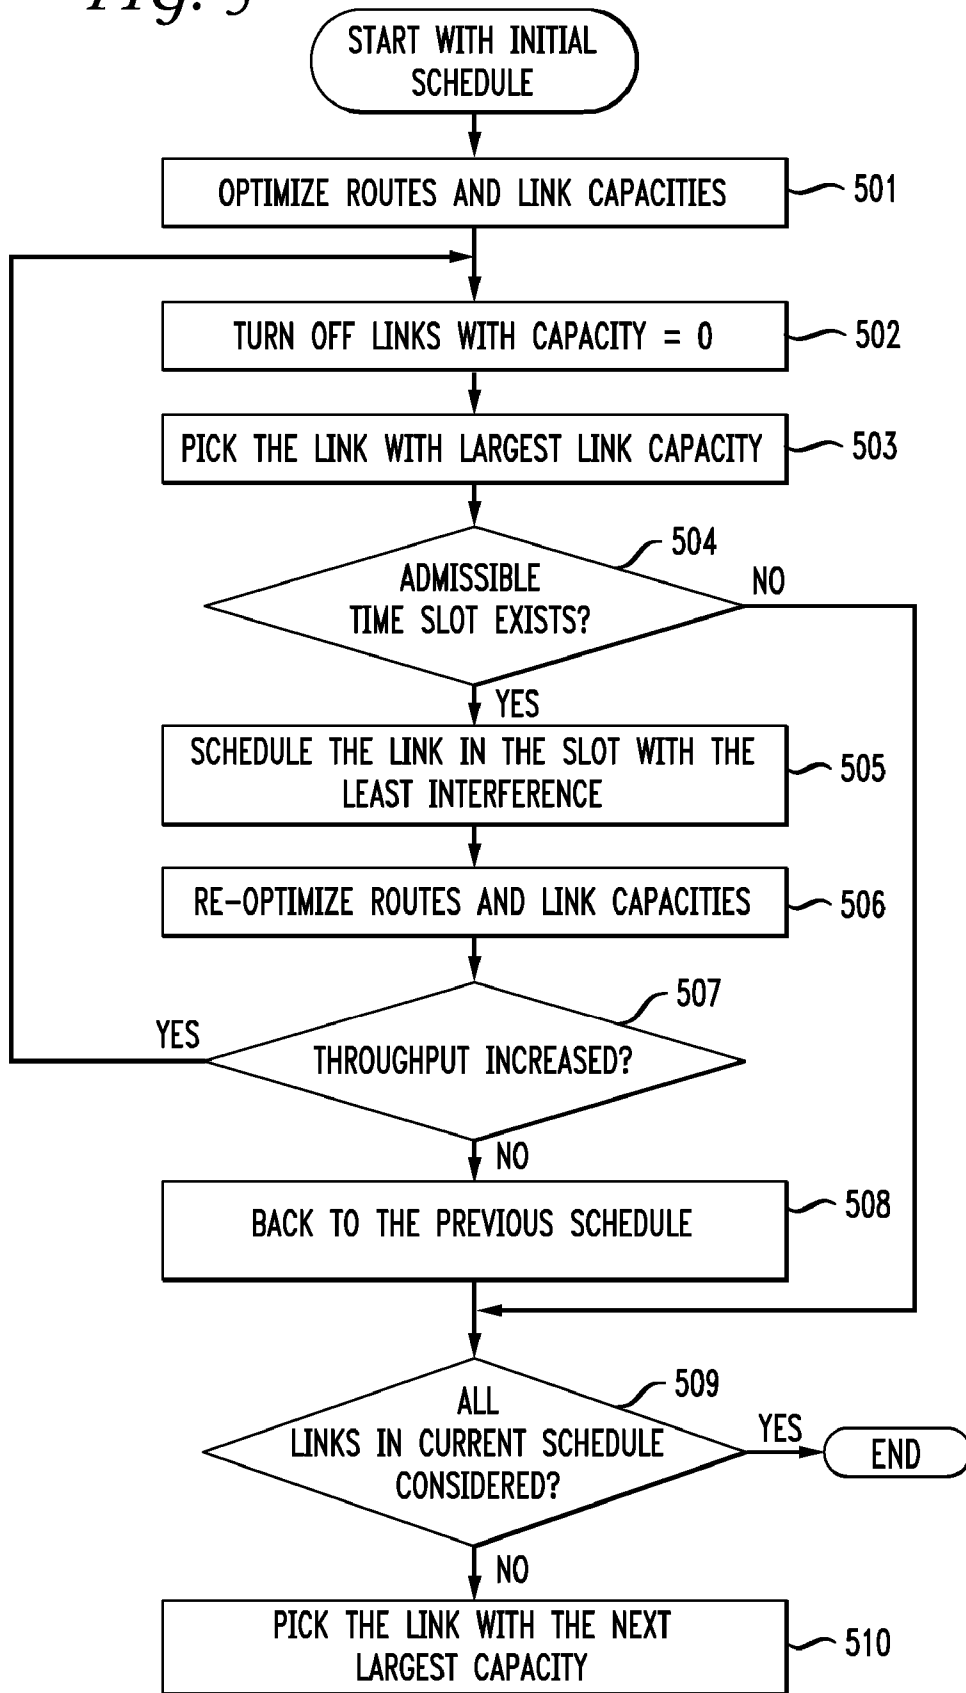 FIG. 5
START WITH INITIAL
SCHEDULE
OPTIMIZE ROUTES AND LINK CAPACITIES
501
TURN OFF LINKS WITH CAPACITY = 0
502
PICK THE LINK WITH LARGEST LINK CAPACITY
503
504
ADMISSIBLE
TIME SLOT EXISTS?
NO
YES
SCHEDULE THE LINK IN THE SLOT WITH THE
LEAST INTERFERENCE
505
RE-OPTIMIZE ROUTES AND LINK CAPACITIES
506
507
YES
THROUGHPUT INCREASED?
NO
BACK TO THE PREVIOUS SCHEDULE
508
509
ALL
LINKS IN CURRENT SCHEDULE
CONSIDERED?
YES
END
NO
PICK THE LINK WITH THE NEXT
LARGEST CAPACITY
510